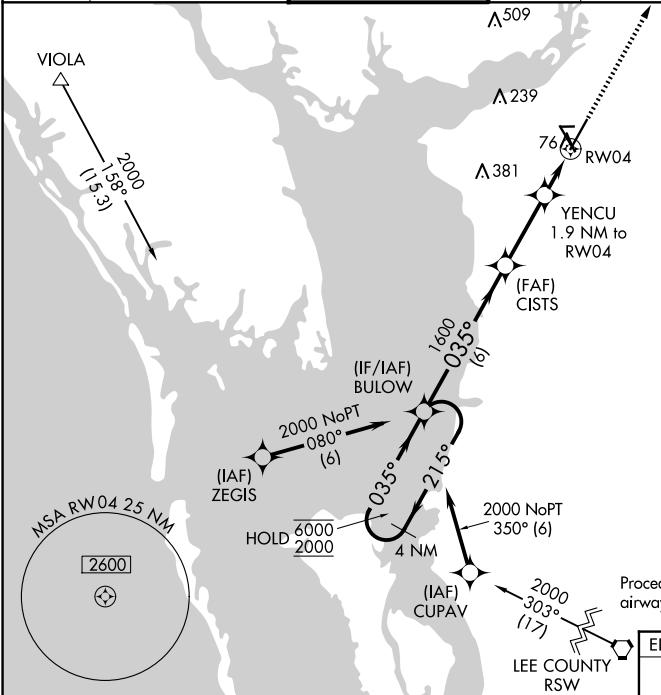 509
VIOLA
239
2000
158°
(15.3)
76
RW04
381
YENCU
1.9 NM to
RW04
(FAF)
CISTS
1600
035°
(6)
(IF/IAF)
BULOW
2000 NoPT
080°
(6)
(IAF)
ZEGIS
035°
215°
MSA RW04 25 NM
2600
HOLD
6000
2000
4 NM
2000 NoPT
350° (6)
(IAF)
CUPAV
2000
303°
(17)
Proced
airway
LEE COUNTY
RSW